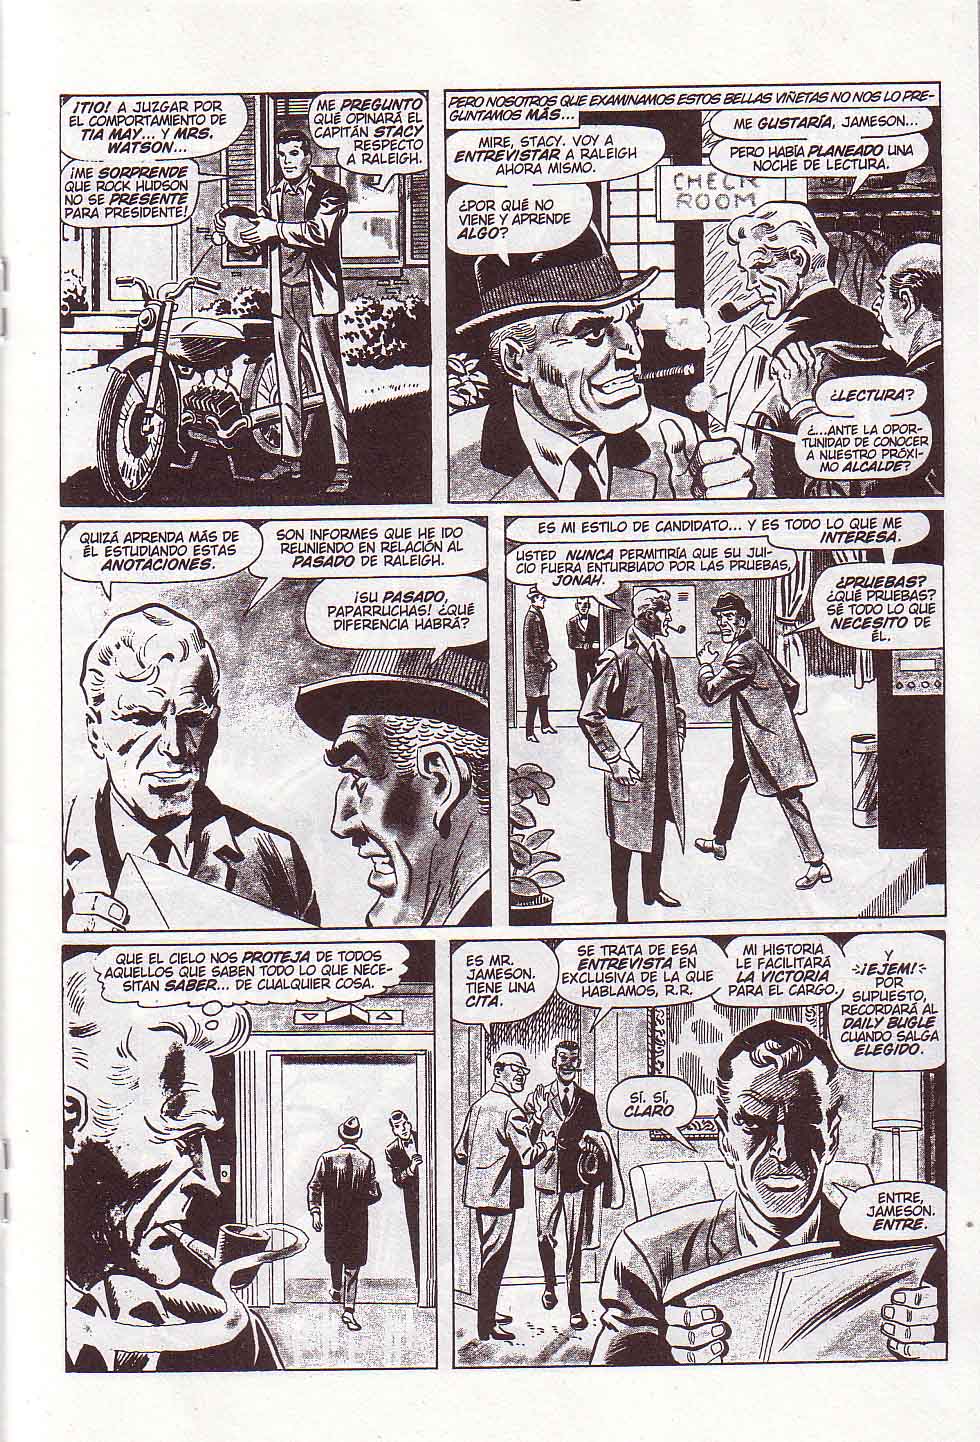 ¡TIO! A JUZGAR POR
EL COMPORTAMIENTO DE
TIA MAY... Y MRS.
WATSON...
¡ME SORPRENDE
QUE ROCK HUDSON
NO SE PRESENTE
PARA PRESIDENTE!
ME PREGUNTO
QUÉ OPINARÁ EL
CAPITÁN STACY
RESPECTO
A RALEIGH.
PERO NOSOTROS QUE EXAMINAMOS ESTOS BELLAS VIÑETAS NO NOS LO PRE-
GUNTAMOS MÁS...
MIRE, STACY. VOY A
ENTREVISTAR A RALEIGH
AHORA MISMO.
¿POR QUÉ NO
VIENE Y APRENDE
ALGO?
ME GUSTARÍA, JAMESON...
PERO HABÍA PLANEADO UNA
NOCHE DE LECTURA.
CHECK
ROOM
¿LECTURA?
¿...ANTE LA OPOR-
TUNIDAD DE CONOCER
A NUESTRO PRÓXI-
MO ALCALDE?
QUIZÁ APRENDA MÁS DE
ÉL ESTUDIANDO ESTAS
ANOTACIONES.
SON INFORMES QUE HE IDO
REUNIENDO EN RELACIÓN AL
PASADO DE RALEIGH.
¡SU PASADO,
PAPARRUCHAS! ¿QUÉ
DIFERENCIA HABRÁ?
ES MI ESTILO DE CANDIDATO... Y ES TODO LO QUE ME
INTERESA.
USTED NUNCA PERMITIRÍA QUE SU JUI-
CIO FUERA ENTURBIADO POR LAS PRUEBAS,
JONAH.
¿PRUEBAS?
¿QUÉ PRUEBAS?
SÉ TODO LO QUE
NECESITO DE
ÉL.
QUE EL CIELO NOS PROTEJA DE TODOS
AQUELLOS QUE SABEN TODO LO QUE NECE-
SITAN SABER... DE CUALQUIER COSA.
ES MR.
JAMESON.
TIENE UNA
CITA.
SE TRATA DE ESA
ENTREVISTA EN
EXCLUSIVA DE LA QUE
HABLAMOS, R.R.
MI HISTORIA
LE FACILITARÁ
LA VICTORIA
PARA EL CARGO.
Y
¡EJEM!
POR
SUPUESTO,
RECORDARÁ AL
DAILY BUGLE
CUANDO SALGA
ELEGIDO.
SÍ. SÍ,
CLARO
ENTRE,
JAMESON.
ENTRE.